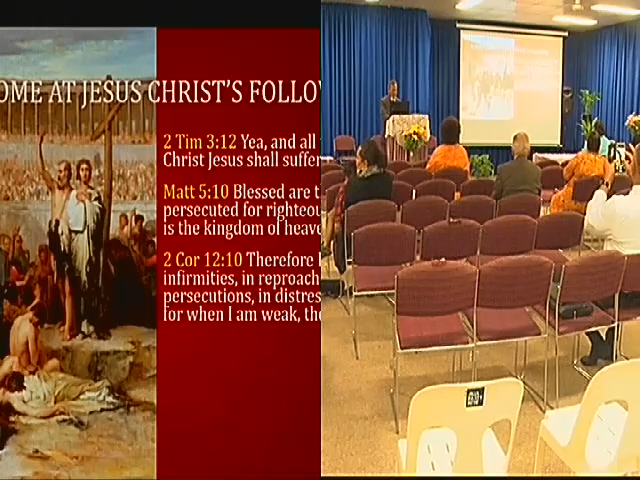 OME AT JESUS CHRIST'S FOLLO
2 Tim 3:12 Yea, and all
Christ Jesus shall suffer
Matt 5:10 Blessed are t
persecuted for righteou
is the kingdom of heave
2 Cor 12:10 Therefore I
infirmities, in reproach
persecutions, in distres
for when I am weak, the